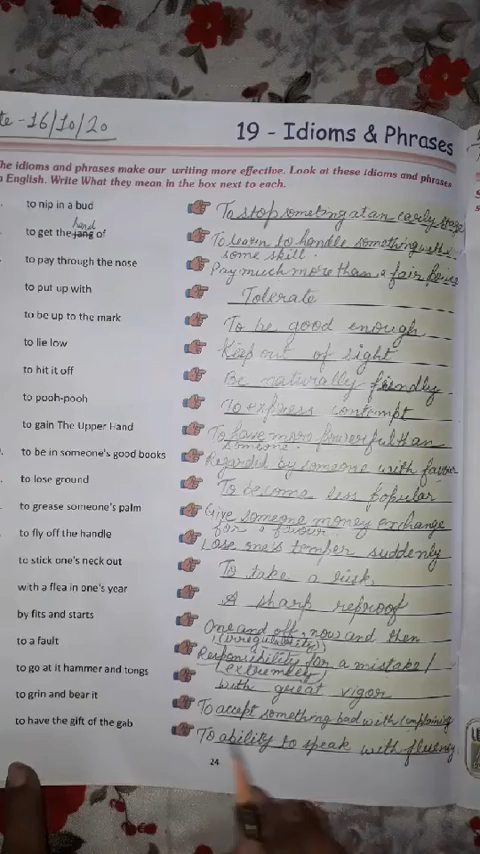 te - 16/10/20
19 - Idioms & Phrases
he idioms and phrases make our writing more effective. Look at these idioms and phrases
English. Write What they mean in the box next to each.
to nip in a bud To stop someting at an early stage
hand
to get the jang of To learn to handle something with
some skill.
to pay through the nose Pay much more than a fair
to put up with Tolerate
to be up to the mark To be good enough
to lie low Keep out of sight
to hit it off Be naturally friendly
to pooh-pooh To express contempt
to gain The Upper Hand To have more powerful than
someone
to be in someone's good books Regarded by someone with favour
to lose ground To become less popular
to grease someone's palm Give someone money exchange
for a favour
to fly off the handle Lose one's temper suddenly
to stick one's neck out To take a risk.
with a flea in one's year A sharp reproof
by fits and starts One and off, now and then
(irregularity)
to a fault Responsibility for a mistake /
(extremley)
to go at it hammer and tongs with great vigor
to grin and bear it To accept something bad with complaining
to have the gift of the gab To ability to speak with fluency
24